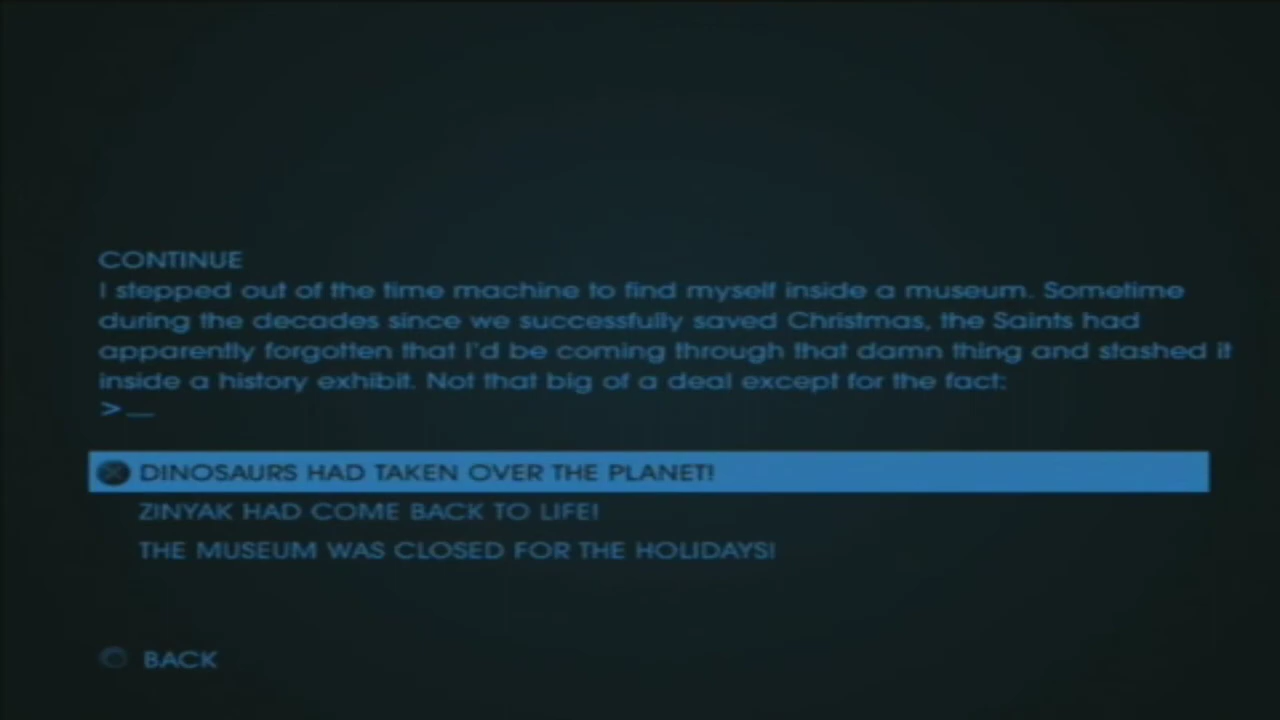 CONTINUE
I stepped out of the time machine to find myself inside a museum. Sometime
during the decades since we successfully saved Christmas, the Saints had
apparently forgotten that I'd be coming through that damn thing and stashed it
inside a history exhibit. Not that big of a deal except for the fact:
>__
DINOSAURS HAD TAKEN OVER THE PLANET!
ZINYAK HAD COME BACK TO LIFE!
THE MUSEUM WAS CLOSED FOR THE HOLIDAYS!
BACK